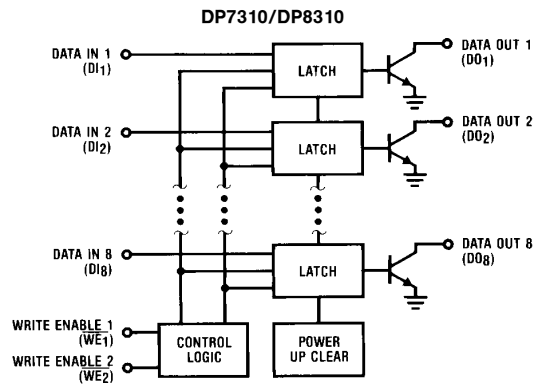 DP7310/DP8310
DATA IN 1
(DI1)
LATCH
DATA OUT 1
(DO1)
DATA IN 2
(DI2)
LATCH
DATA OUT 2
(DO2)
DATA IN 8
(DI8)
LATCH
DATA OUT 8
(DO8)
WRITE ENABLE 1
(W̅E̅1)
WRITE ENABLE 2
(W̅E̅2)
CONTROL
LOGIC
POWER
UP CLEAR